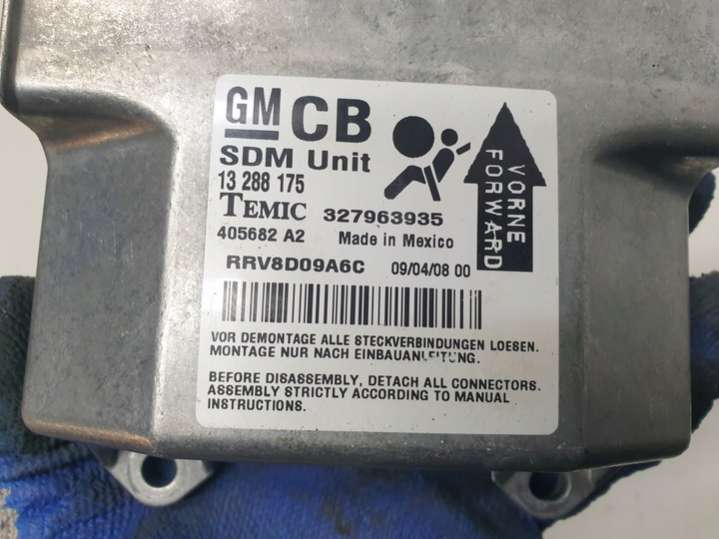 GM CB
SDM Unit
13 288 175
TEMIC 327963935
405682 A2 Made in Mexico
RRV8D09A6C 09/04/08 00
VORNE
FORWARD
VOR DEMONTAGE ALLE STECKVERBINDUNGEN LOESEN.
MONTAGE NUR NACH EINBAUANLEITUNG.
BEFORE DISASSEMBLY, DETACH ALL CONNECTORS.
ASSEMBLY STRICTLY ACCORDING TO MANUAL
INSTRUCTIONS.